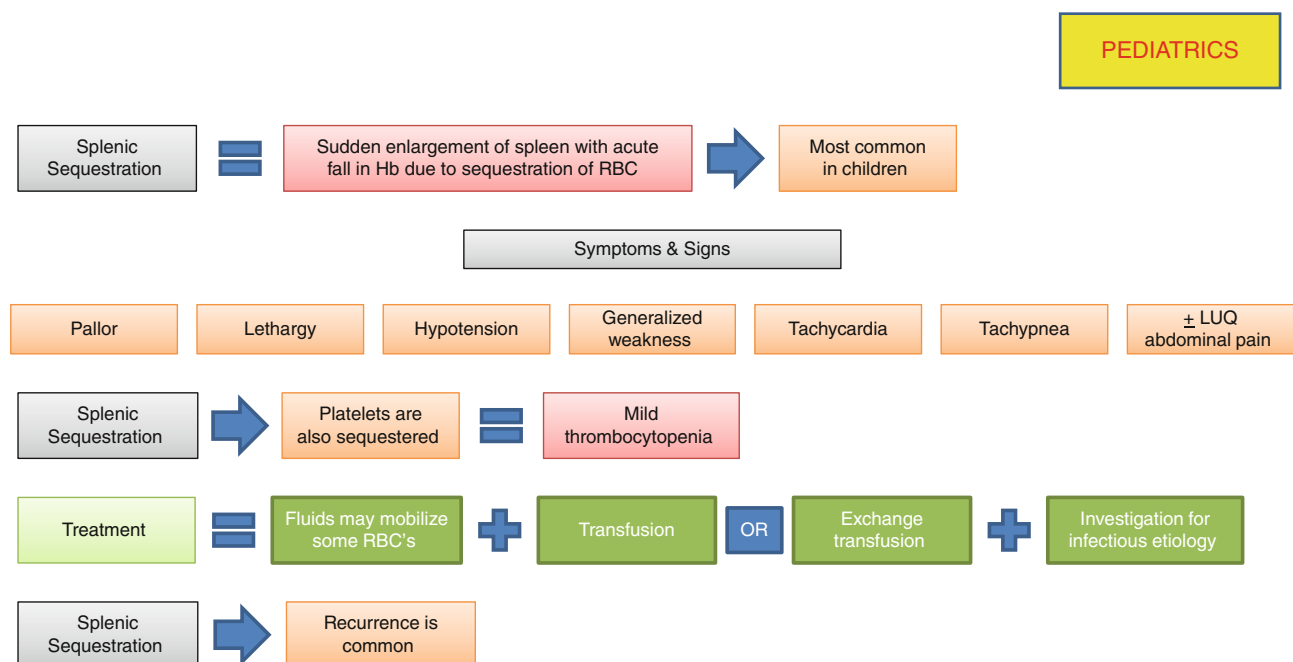 PEDIATRICS
Splenic
Sequestration
Sudden enlargement of spleen with acute
fall in Hb due to sequestration of RBC
Most common
in children
Symptoms & Signs
Pallor
Lethargy
Hypotension
Generalized
weakness
Tachycardia
Tachypnea
± LUQ
abdominal pain
Splenic
Sequestration
Platelets are
also sequestered
Mild
thrombocytopenia
Treatment
Fluids may mobilize
some RBC's
Transfusion
OR
Exchange
transfusion
Investigation for
infectious etiology
Splenic
Sequestration
Recurrence is
common